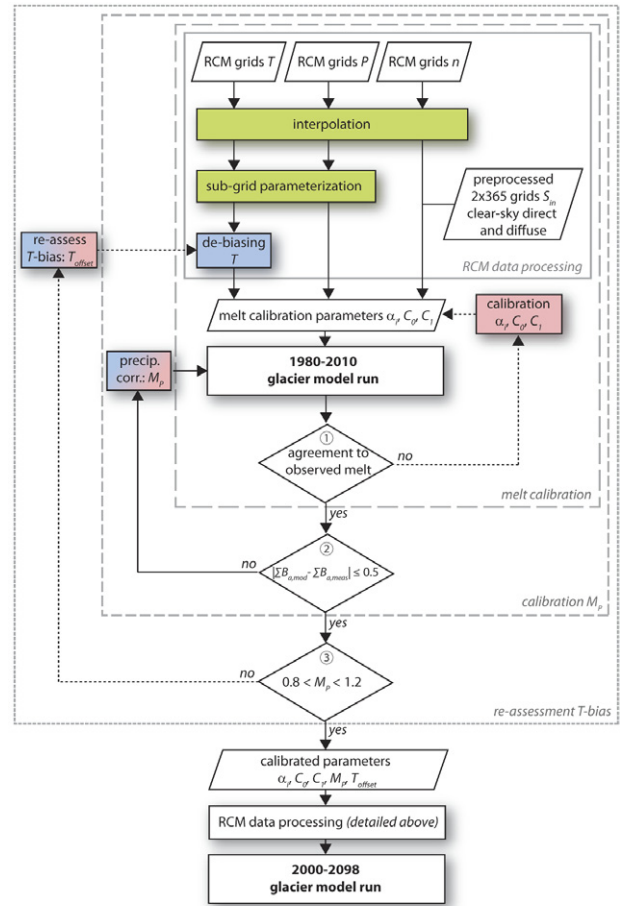 RCM grids T
RCM grids P
RCM grids n
interpolation
sub-grid parameterization
preprocessed
2x365 grids S_in
clear-sky direct
and diffuse
re-assess
T-bias: T_offset
de-biasing
T
RCM data processing
melt calibration parameters α_i, C_0, C_1
calibration
α_i, C_0, C_1
precip.
corr.: M_P
1980-2010
glacier model run
①
agreement to
observed melt
no
melt calibration
yes
②
no
|ΣB_a,mod - ΣB_a,mean| ≤ 0.5
calibration M_P
yes
③
no
0.8 < M_P < 1.2
re-assessment T-bias
yes
calibrated parameters
α_i, C_0, C_1, M_P, T_offset
RCM data processing (detailed above)
2000-2098
glacier model run